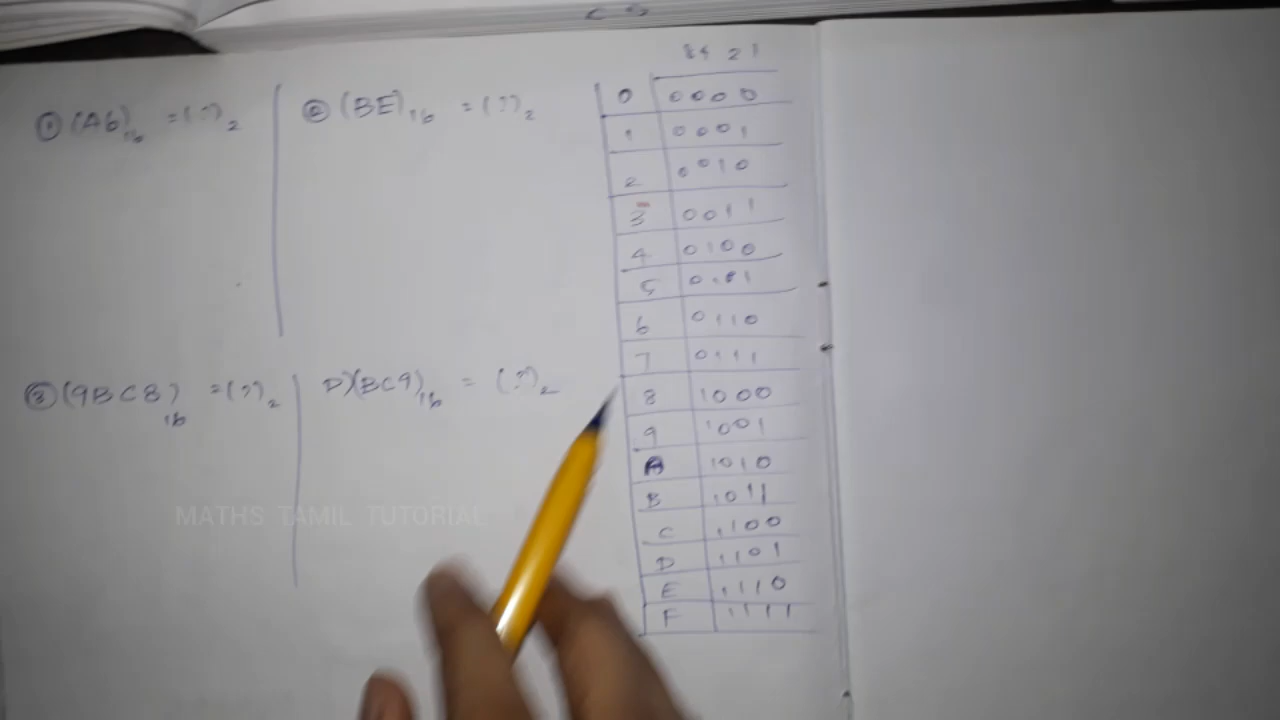 ① (A6)16 = (?)2
② (BE)16 = (?)2
③ (9BC8)16 = (?)2
D) (BC9)16 = (?)2
8 4 2 1
0 0000
1 0001
2 0010
3 0011
4 0100
5 0101
6 0110
7 0111
8 1000
9 1001
A 1010
B 1011
C 1100
D 1101
E 1110
F 1111
MATHS TAMIL TUTORIAL